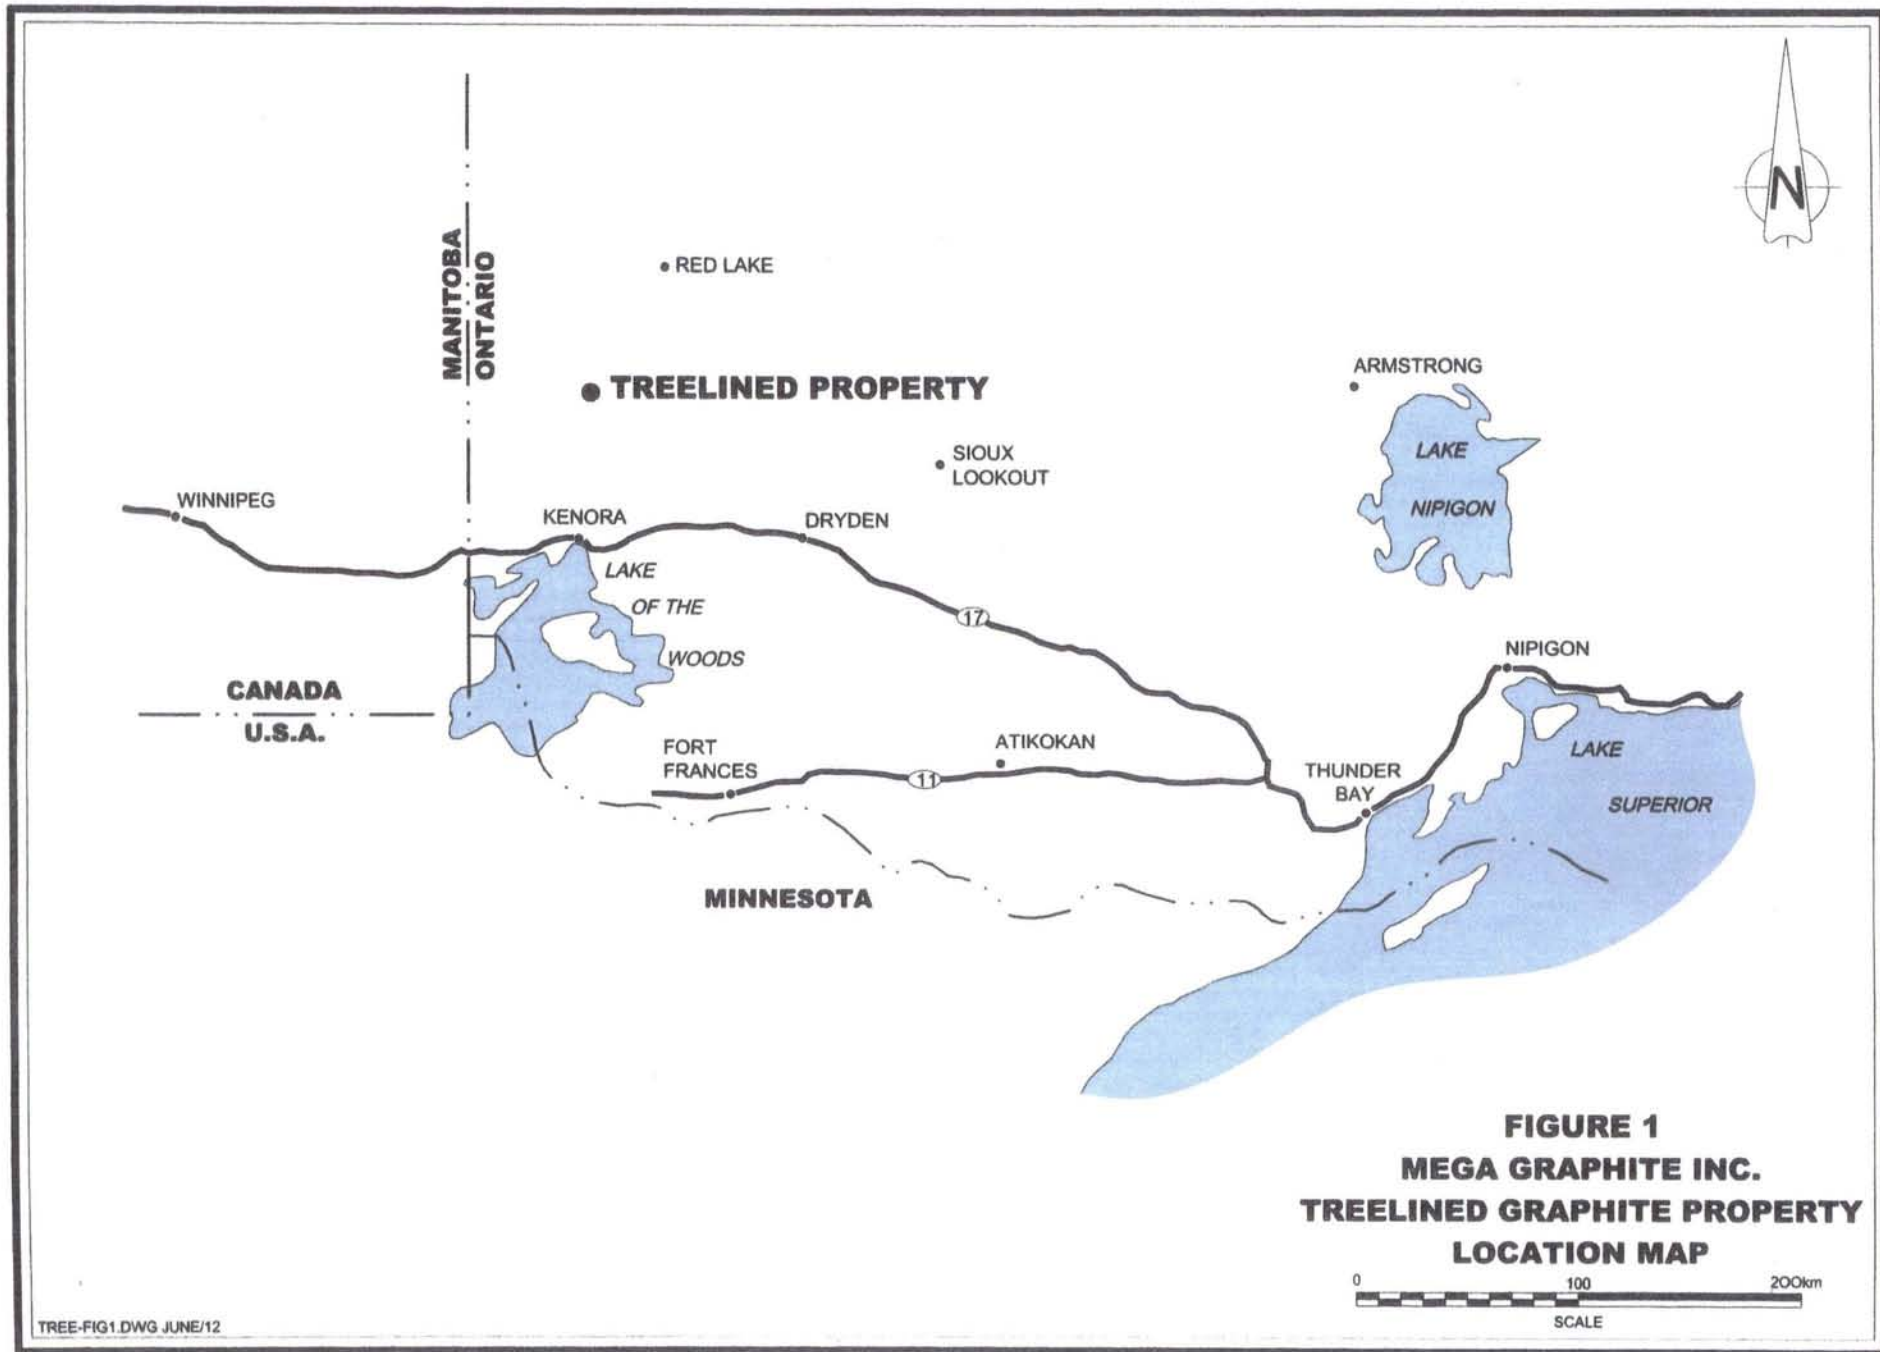 N
MANITOBA
ONTARIO
RED LAKE
TREELINED PROPERTY
ARMSTRONG
LAKE
NIPIGON
SIOUX
LOOKOUT
WINNIPEG
KENORA
DRYDEN
LAKE
OF THE
WOODS
17
NIPIGON
CANADA
U.S.A.
FORT
FRANCES
11
ATIKOKAN
THUNDER
BAY
LAKE
SUPERIOR
MINNESOTA
FIGURE 1
MEGA GRAPHITE INC.
TREELINED GRAPHITE PROPERTY
LOCATION MAP
0 100 200km
SCALE
TREE-FIG1.DWG JUNE/12